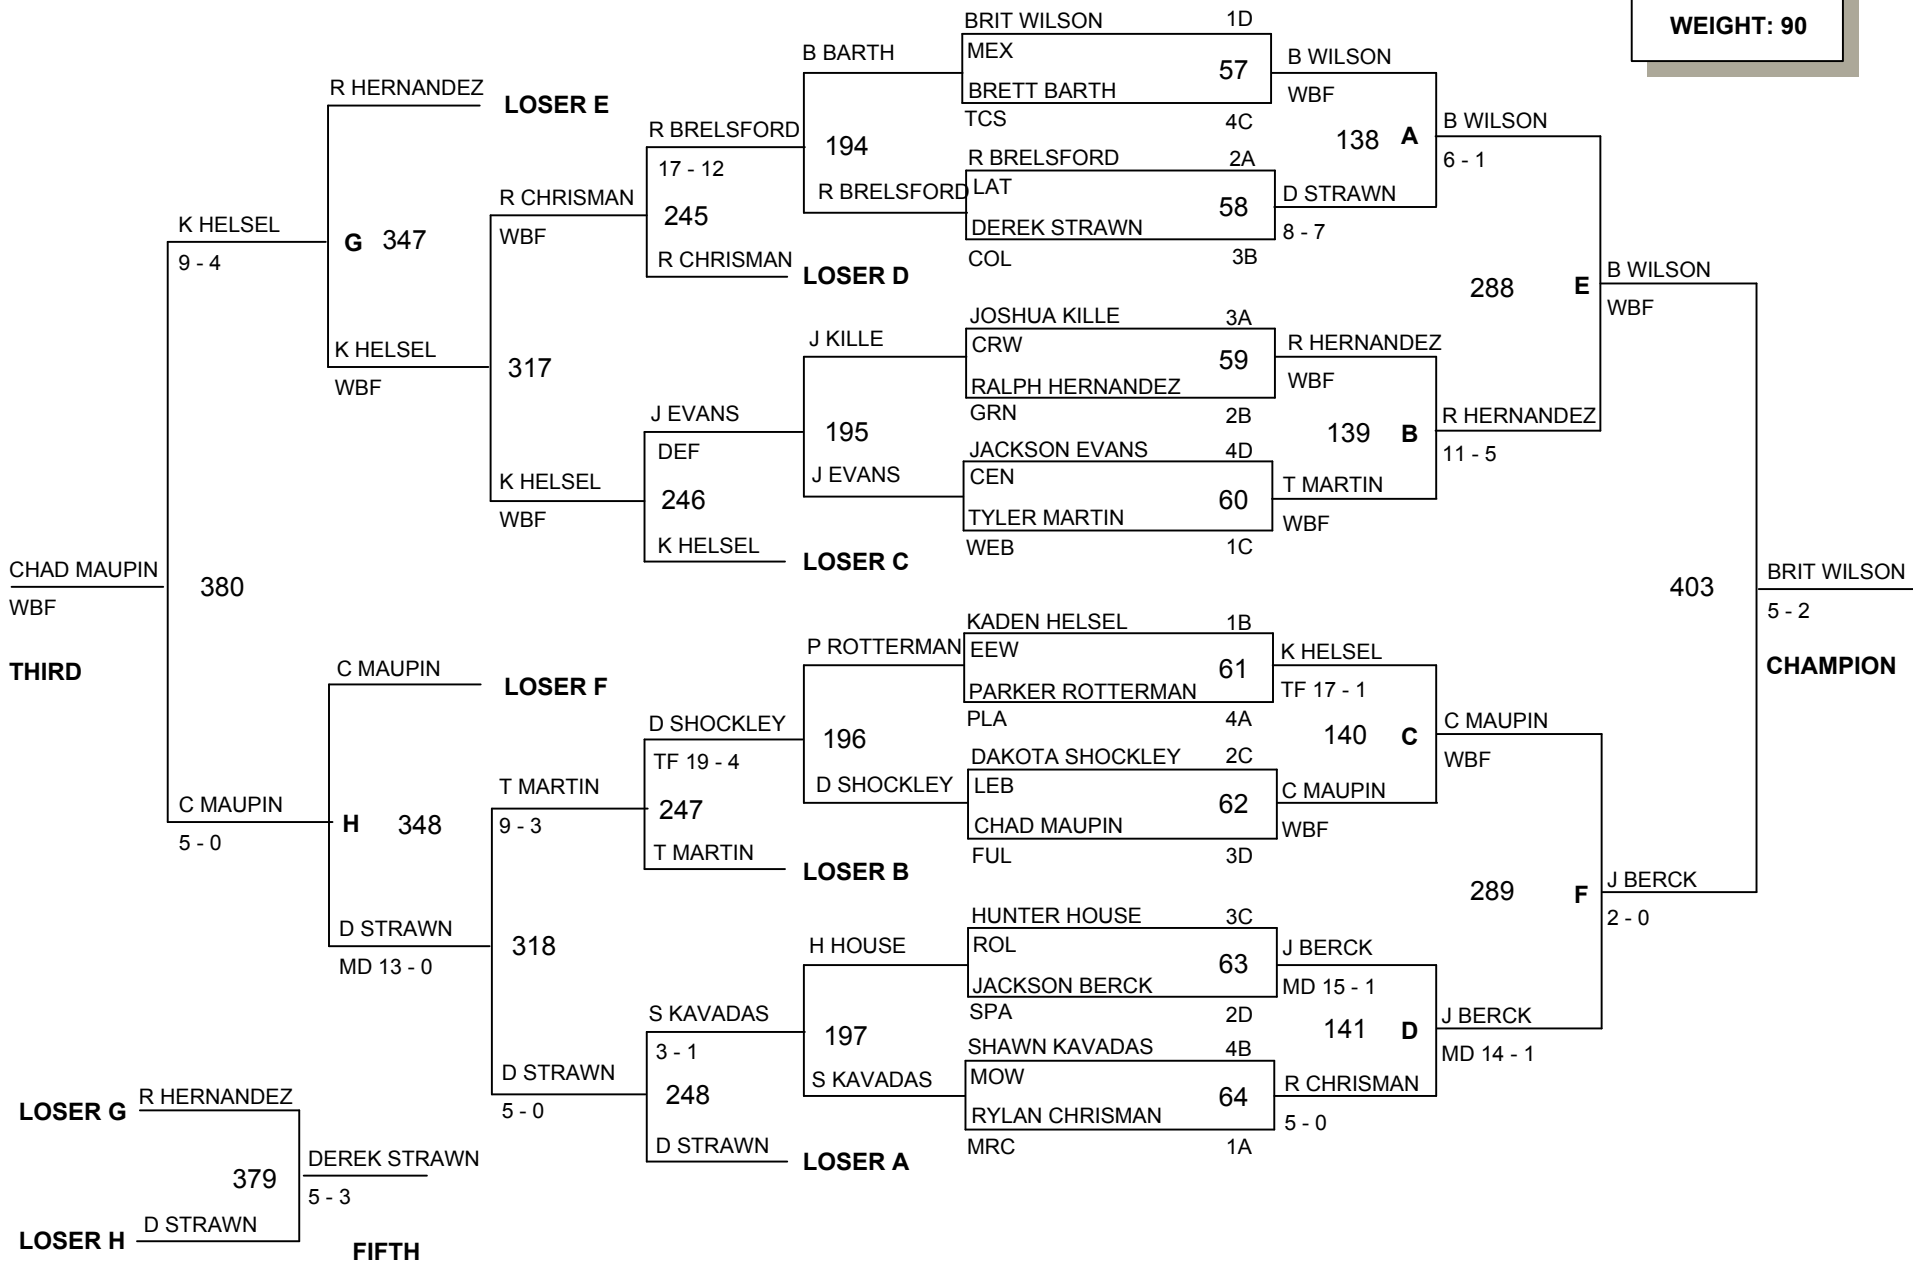 WEIGHT: 90
BRIT WILSON 1D
MEX
57
BRETT BARTH
TCS 4C
R BRELSFORD 2A
LAT
58
DEREK STRAWN
COL 3B
JOSHUA KILLE 3A
CRW
59
RALPH HERNANDEZ
GRN 2B
JACKSON EVANS 4D
CEN
60
TYLER MARTIN
WEB 1C
KADEN HELSEL 1B
EEW
61
PARKER ROTTERMAN
PLA 4A
DAKOTA SHOCKLEY 2C
LEB
62
CHAD MAUPIN
FUL 3D
HUNTER HOUSE 3C
ROL
63
JACKSON BERCK
SPA 2D
SHAWN KAVADAS 4B
MOW
64
RYLAN CHRISMAN
MRC 1A
B WILSON
WBF
138 A
D STRAWN
8 - 7
R HERNANDEZ
WBF
139 B
T MARTIN
WBF
K HELSEL
TF 17 - 1
140 C
C MAUPIN
WBF
J BERCK
MD 15 - 1
141 D
R CHRISMAN
5 - 0
B WILSON
6 - 1
288 E
R HERNANDEZ
11 - 5
C MAUPIN
WBF
289 F
J BERCK
MD 14 - 1
B WILSON
WBF
403
J BERCK
2 - 0
BRIT WILSON
5 - 2
CHAMPION
B BARTH
194
R BRELSFORD
J KILLE
195
J EVANS
P ROTTERMAN
196
D SHOCKLEY
H HOUSE
197
S KAVADAS
R BRELSFORD
17 - 12
245
R CHRISMAN
LOSER D
J EVANS
DEF
246
K HELSEL
LOSER C
D SHOCKLEY
TF 19 - 4
247
T MARTIN
LOSER B
S KAVADAS
3 - 1
248
D STRAWN
LOSER A
R CHRISMAN
WBF
317
K HELSEL
WBF
T MARTIN
9 - 3
318
D STRAWN
5 - 0
R HERNANDEZ
LOSER E
G 347
K HELSEL
WBF
C MAUPIN
LOSER F
H 348
D STRAWN
MD 13 - 0
K HELSEL
9 - 4
380
C MAUPIN
5 - 0
CHAD MAUPIN
WBF
THIRD
LOSER G
R HERNANDEZ
379
LOSER H
D STRAWN
DEREK STRAWN
5 - 3
FIFTH